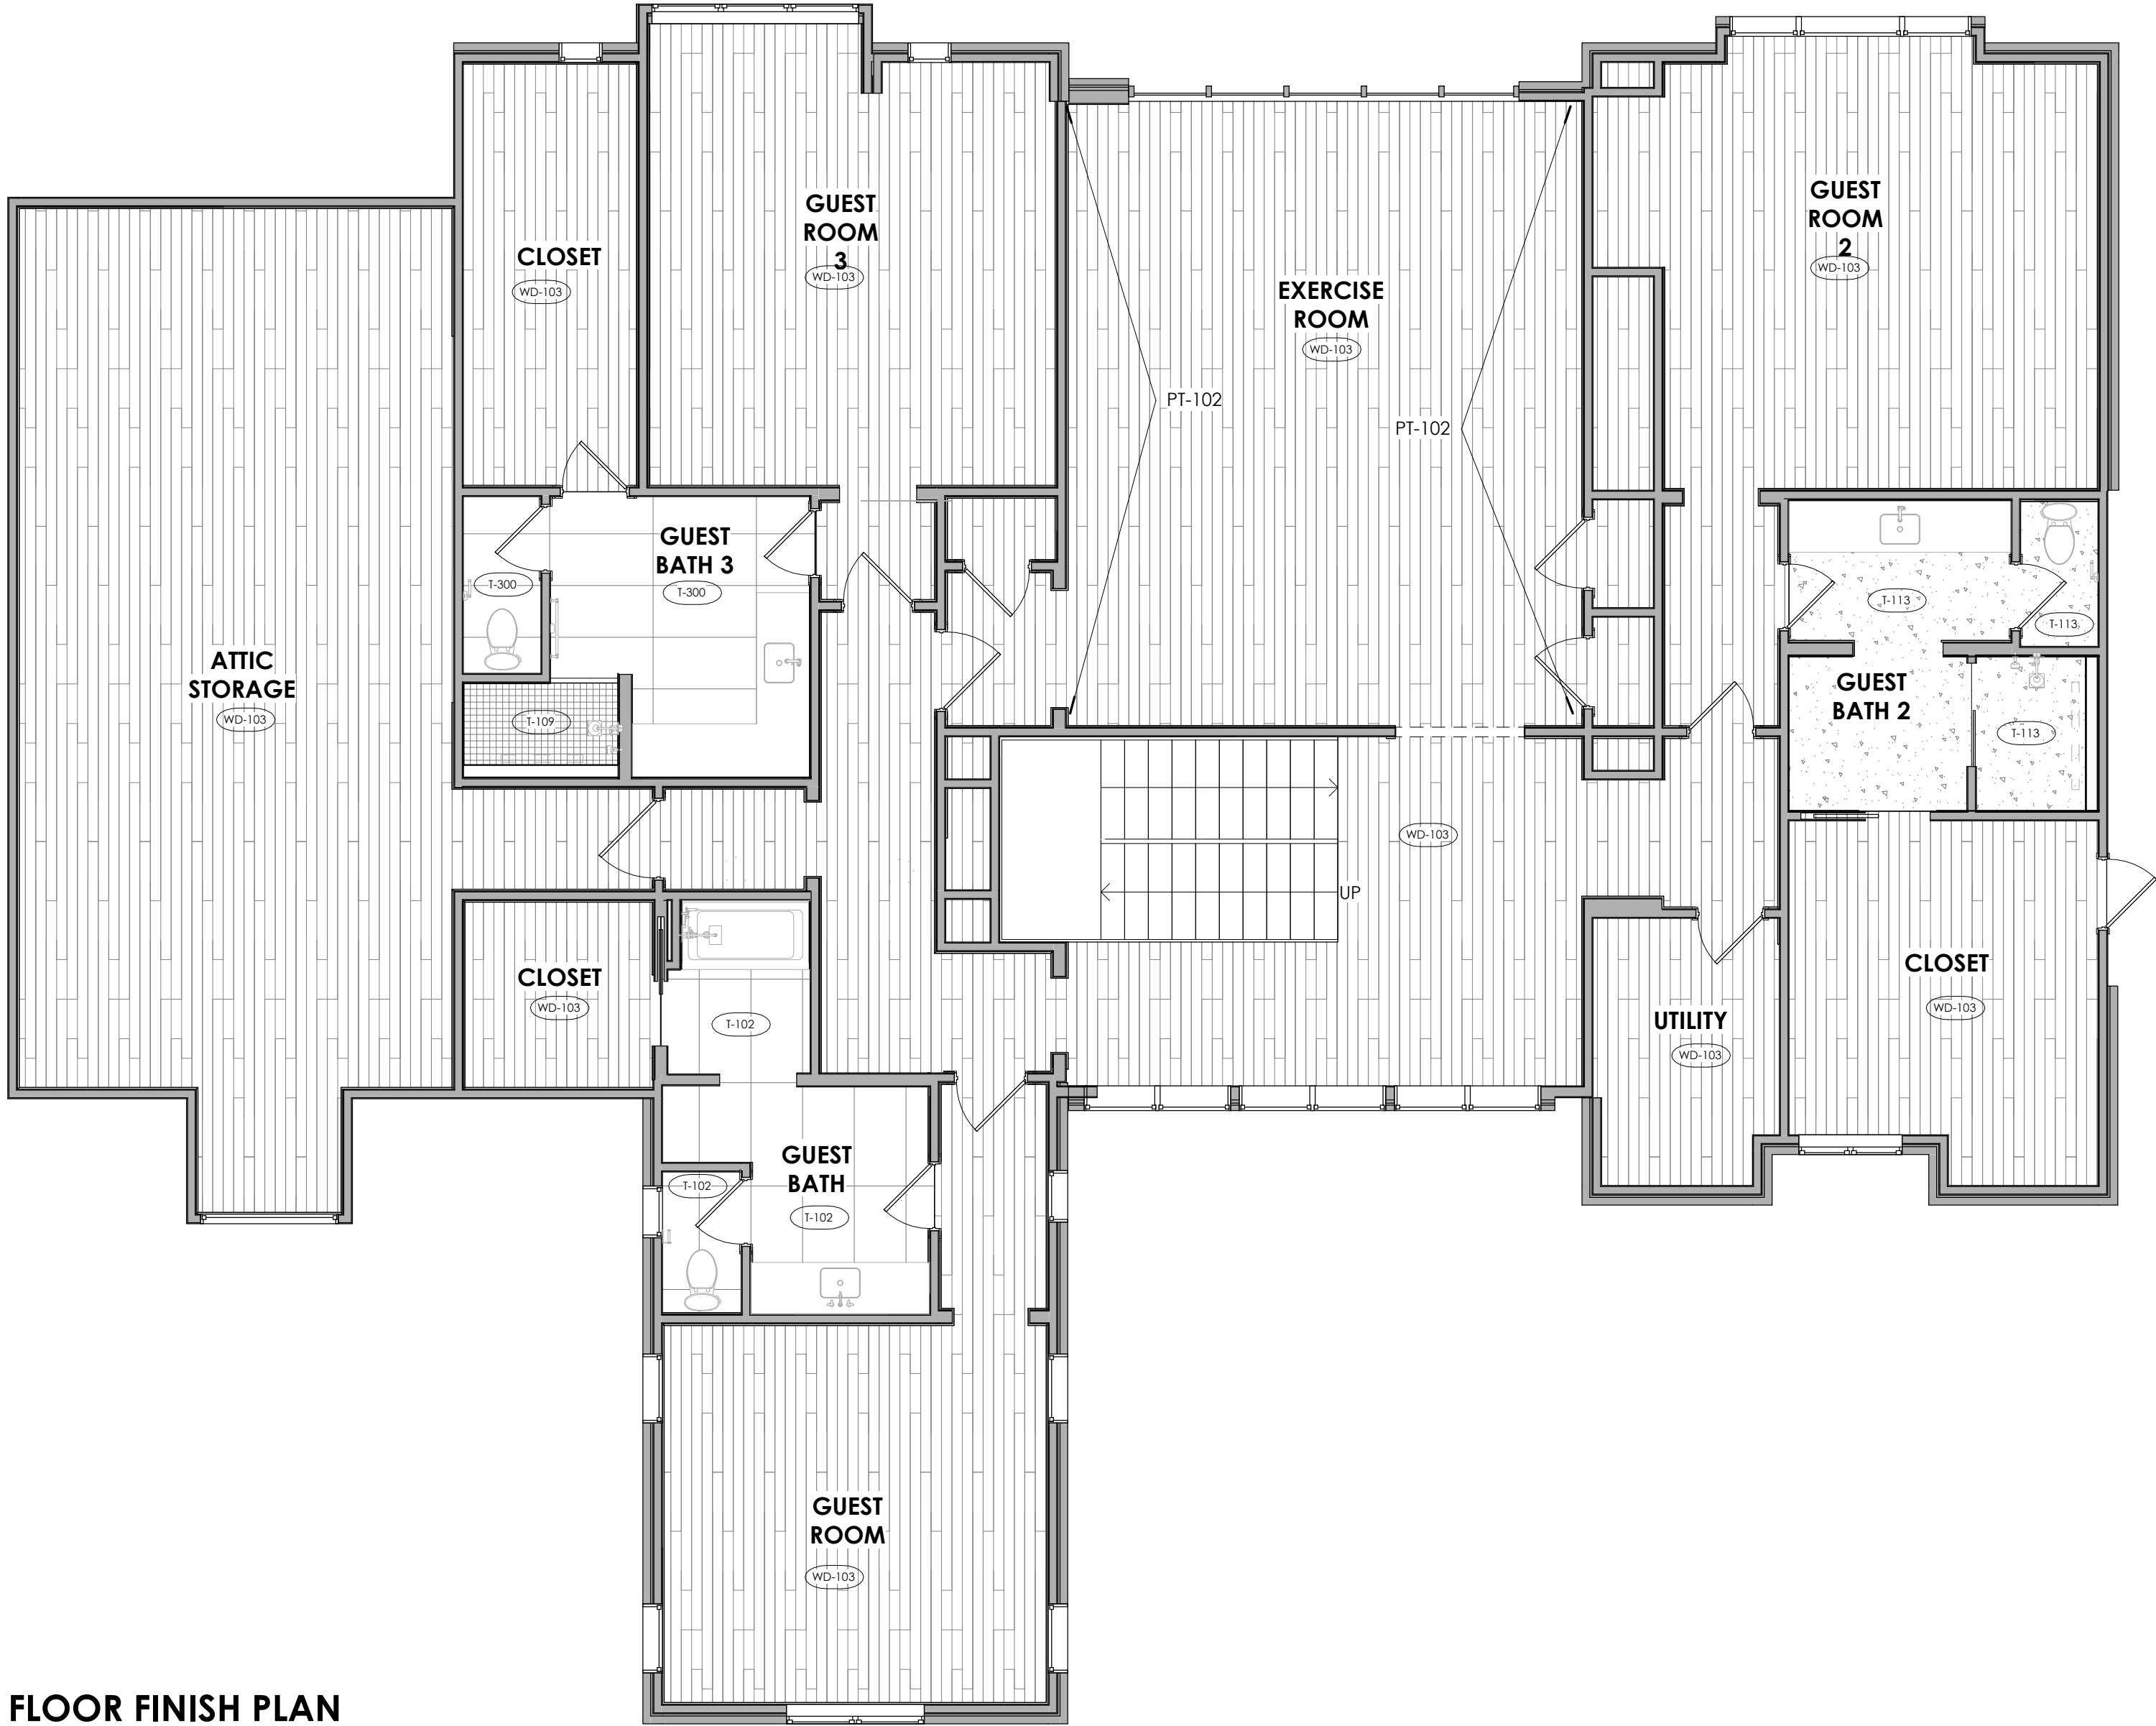 GUEST
ROOM
3
WD-103
GUEST
ROOM
2
WD-103
CLOSET
WD-103
EXERCISE
ROOM
WD-103
PT-102
PT-102
GUEST
BATH 3
T-300
T-300
T-109
ATTIC
STORAGE
WD-103
T-113
T-113
GUEST
BATH 2
T-113
WD-103
UP
CLOSET
WD-103
T-102
UTILITY
WD-103
CLOSET
WD-103
GUEST
BATH
T-102
T-102
GUEST
ROOM
WD-103
FLOOR FINISH PLAN